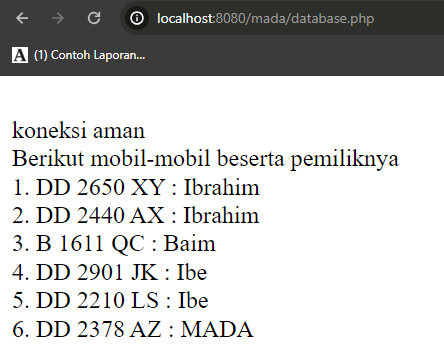 localhost:8080/mada/database.php
A (1) Contoh Laporan...
koneksi aman
Berikut mobil-mobil beserta pemiliknya
1. DD 2650 XY : Ibrahim
2. DD 2440 AX : Ibrahim
3. B 1611 QC : Baim
4. DD 2901 JK : Ibe
5. DD 2210 LS : Ibe
6. DD 2378 AZ : MADA